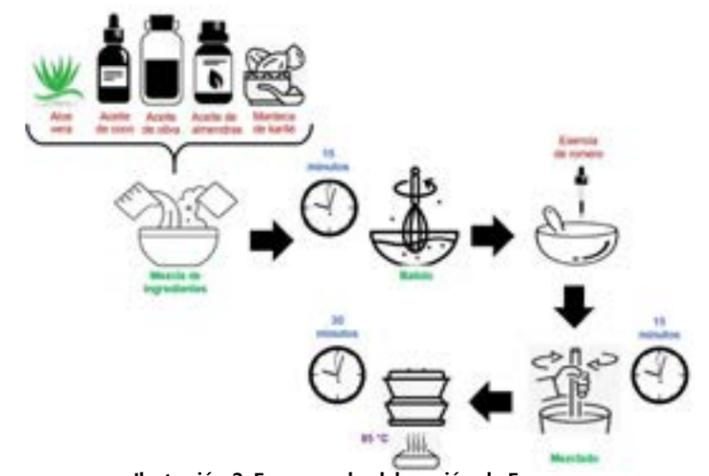 Aloe
vera
Aceite
de coco
Aceite
de oliva
Aceite de
almendras
Manteca
de karité
15
minutos
Esencia
de romero
Mezcla de
ingredientes
Batido
30
minutos
15
minutos
85 °C
Mezclado